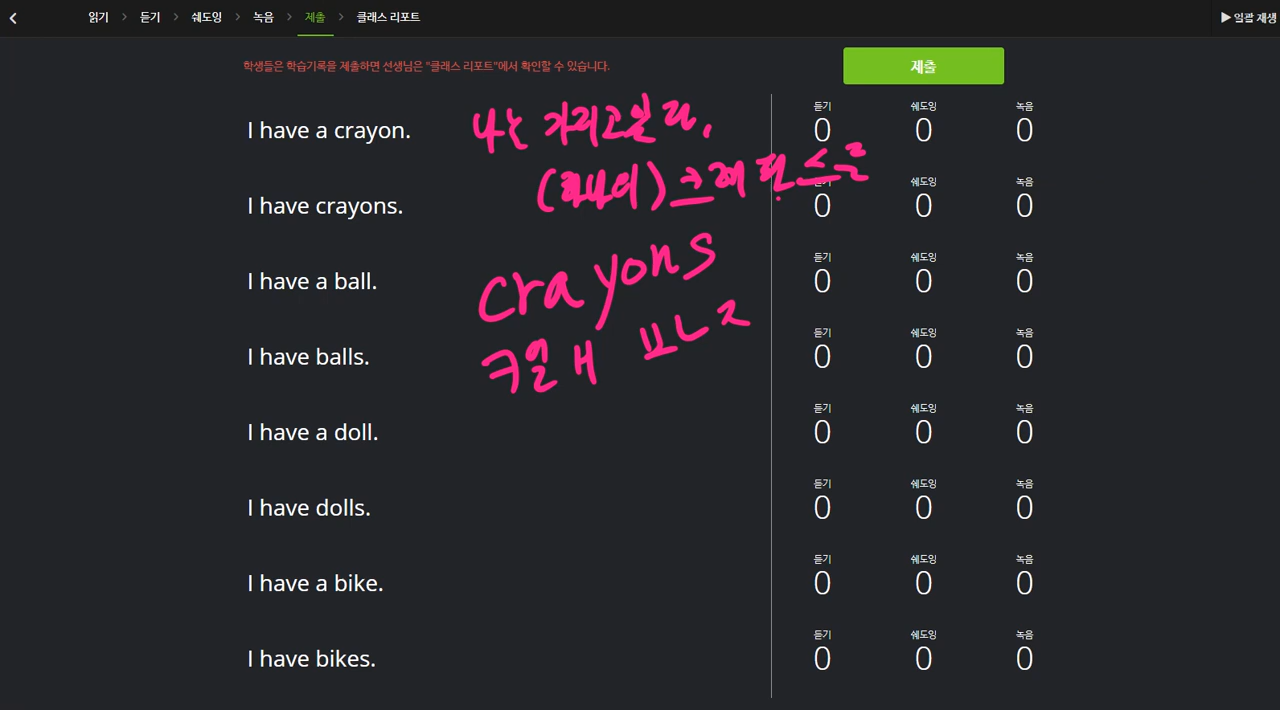 읽기 > 듣기 > 쉐도잉 > 녹음 > 제출 > 클래스 리포트
▶ 일괄 재생
학생들은 학습기록을 제출하면 선생님은 "클래스 리포트"에서 확인할 수 있습니다.
제출
I have a crayon.
듣기 쉐도잉 녹음
0 0 0
(하나의)
I have crayons.
듣기 쉐도잉 녹음
0 0 0
crayons
I have a ball.
듣기 쉐도잉 녹음
0 0 0
I have balls.
듣기 쉐도잉 녹음
0 0 0
I have a doll.
듣기 쉐도잉 녹음
0 0 0
I have dolls.
듣기 쉐도잉 녹음
0 0 0
I have a bike.
듣기 쉐도잉 녹음
0 0 0
I have bikes.
듣기 쉐도잉 녹음
0 0 0